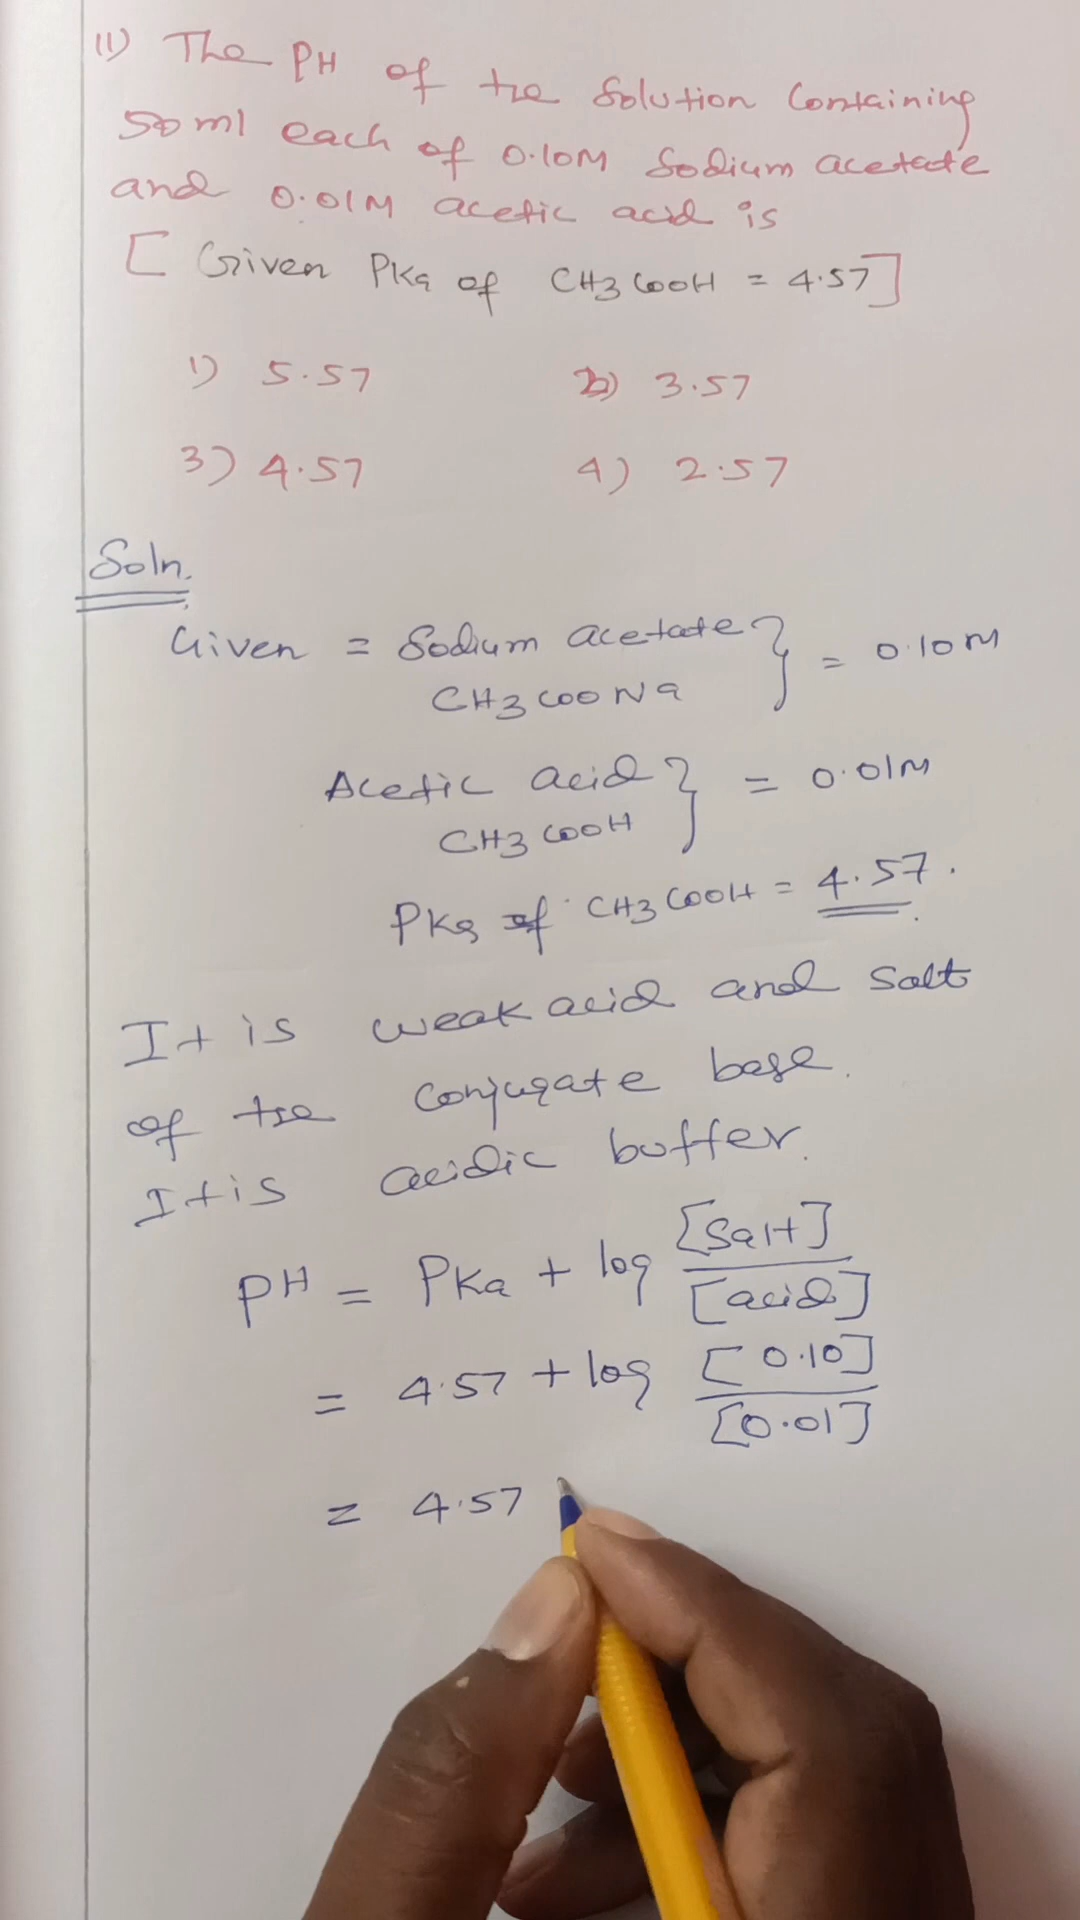 11) The PH of the Solution Containing
50ml each of 0.10M Sodium acetate
and 0.01M acetic acid is
[Given PKa of CH3COOH = 4.57]
1) 5.57 2) 3.57
3) 4.57 4) 2.57
Soln.
Given = Sodium acetate } = 0.10M
CH3COONa
Acetic acid } = 0.01M
CH3COOH
PKa of CH3COOH = 4.57.
It is weak acid and Salt
of the Conjugate base.
It is acidic buffer.
PH = PKa + log [Salt]
[acid]
= 4.57 + log [0.10]
[0.01]
= 4.57